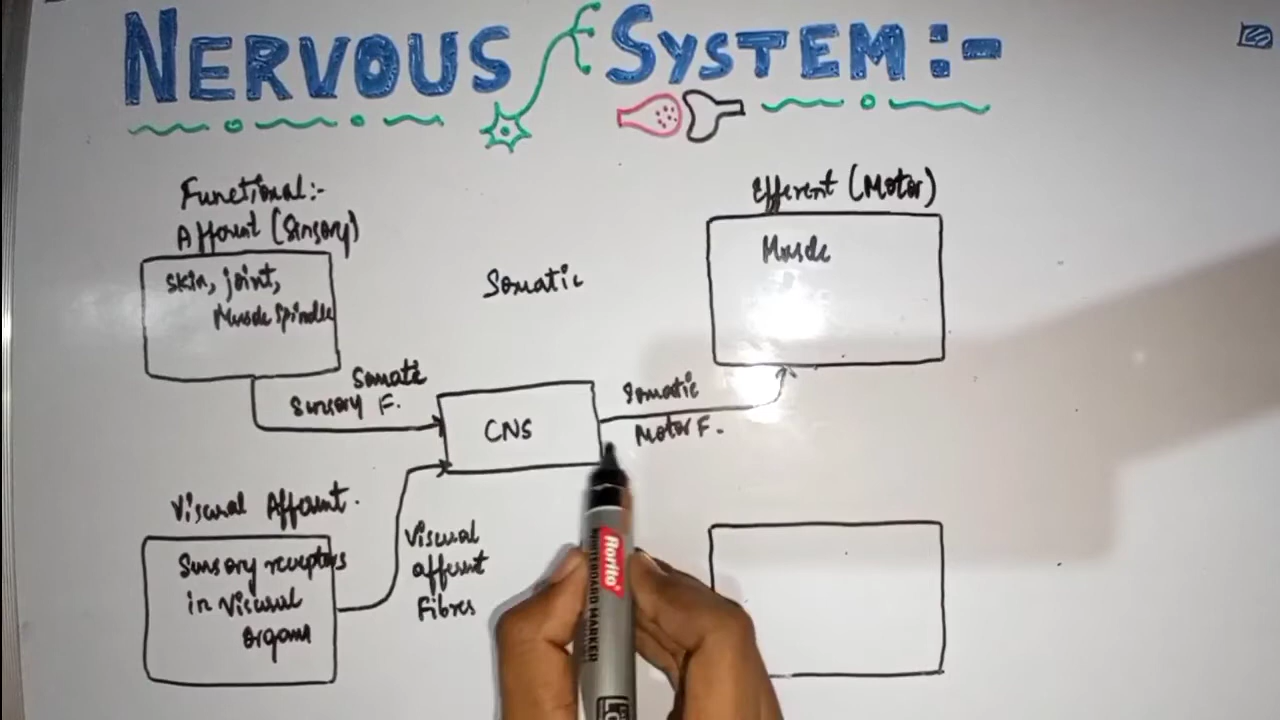 NERVOUS SYSTEM:-
Functional:-
Afferent (Sensory)
Skin, joint,
Muscle Spindle
Somatic
Efferent (Motor)
Muscle
Somatic
Sensory F.
CNS
Somatic
Motor F.
Visceral Afferent.
Sensory receptors
in Visceral
organs
Visceral
afferent
Fibres
Rorito
WHITEBOARD MARKER